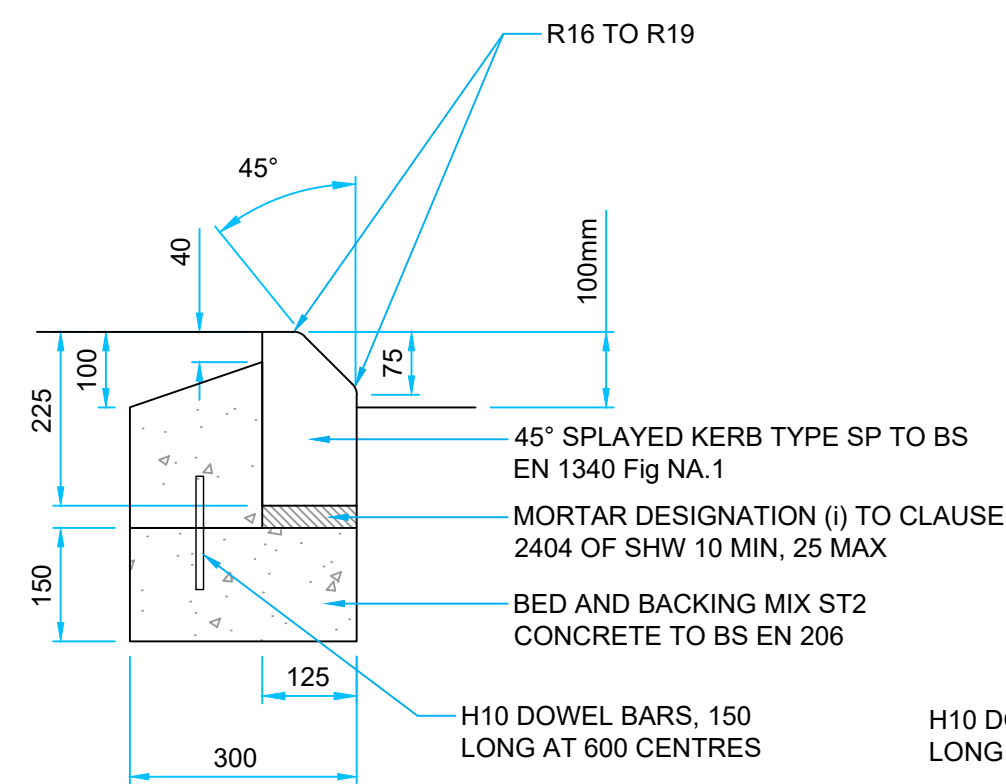 R16 TO R19
45°
40
100mm
100
75
225
45° SPLAYED KERB TYPE SP TO BS
EN 1340 Fig NA.1
MORTAR DESIGNATION (i) TO CLAUSE
2404 OF SHW 10 MIN, 25 MAX
150
BED AND BACKING MIX ST2
CONCRETE TO BS EN 206
125
H10 DOWEL BARS, 150
LONG AT 600 CENTRES
300
H10 D
LONG